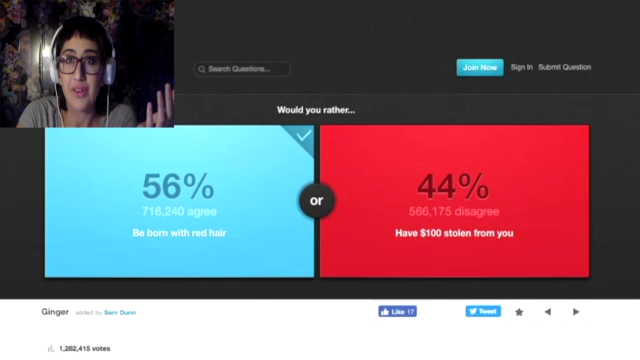 Search Questions...
Join Now Sign In Submit Question
Would you rather...
56%
716,240 agree
Be born with red hair
or
44%
566,175 disagree
Have $100 stolen from you
Ginger added by Sam Dunn
Like 17
Tweet
1,282,415 votes